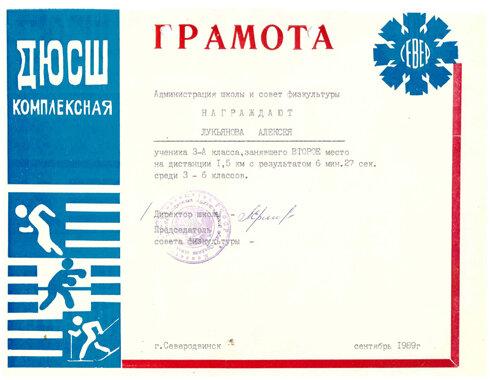 ДЮСШ
КОМПЛЕКСНАЯ
ГРАМОТА
СЕВЕР
Администрация школы и совет физкультуры
НАГРАЖДАЮТ
ЛУКЬЯНОВА АЛЕКСЕЯ
ученика 3-А класса, занявшего ВТОРОЕ место
на дистанции I,5 км с результатом 6 мин.27 сек.
среди 3 - 6 классов.
Директор школы -
Председатель
совета физкультуры -
г.Северодвинск
сентябрь 1989г